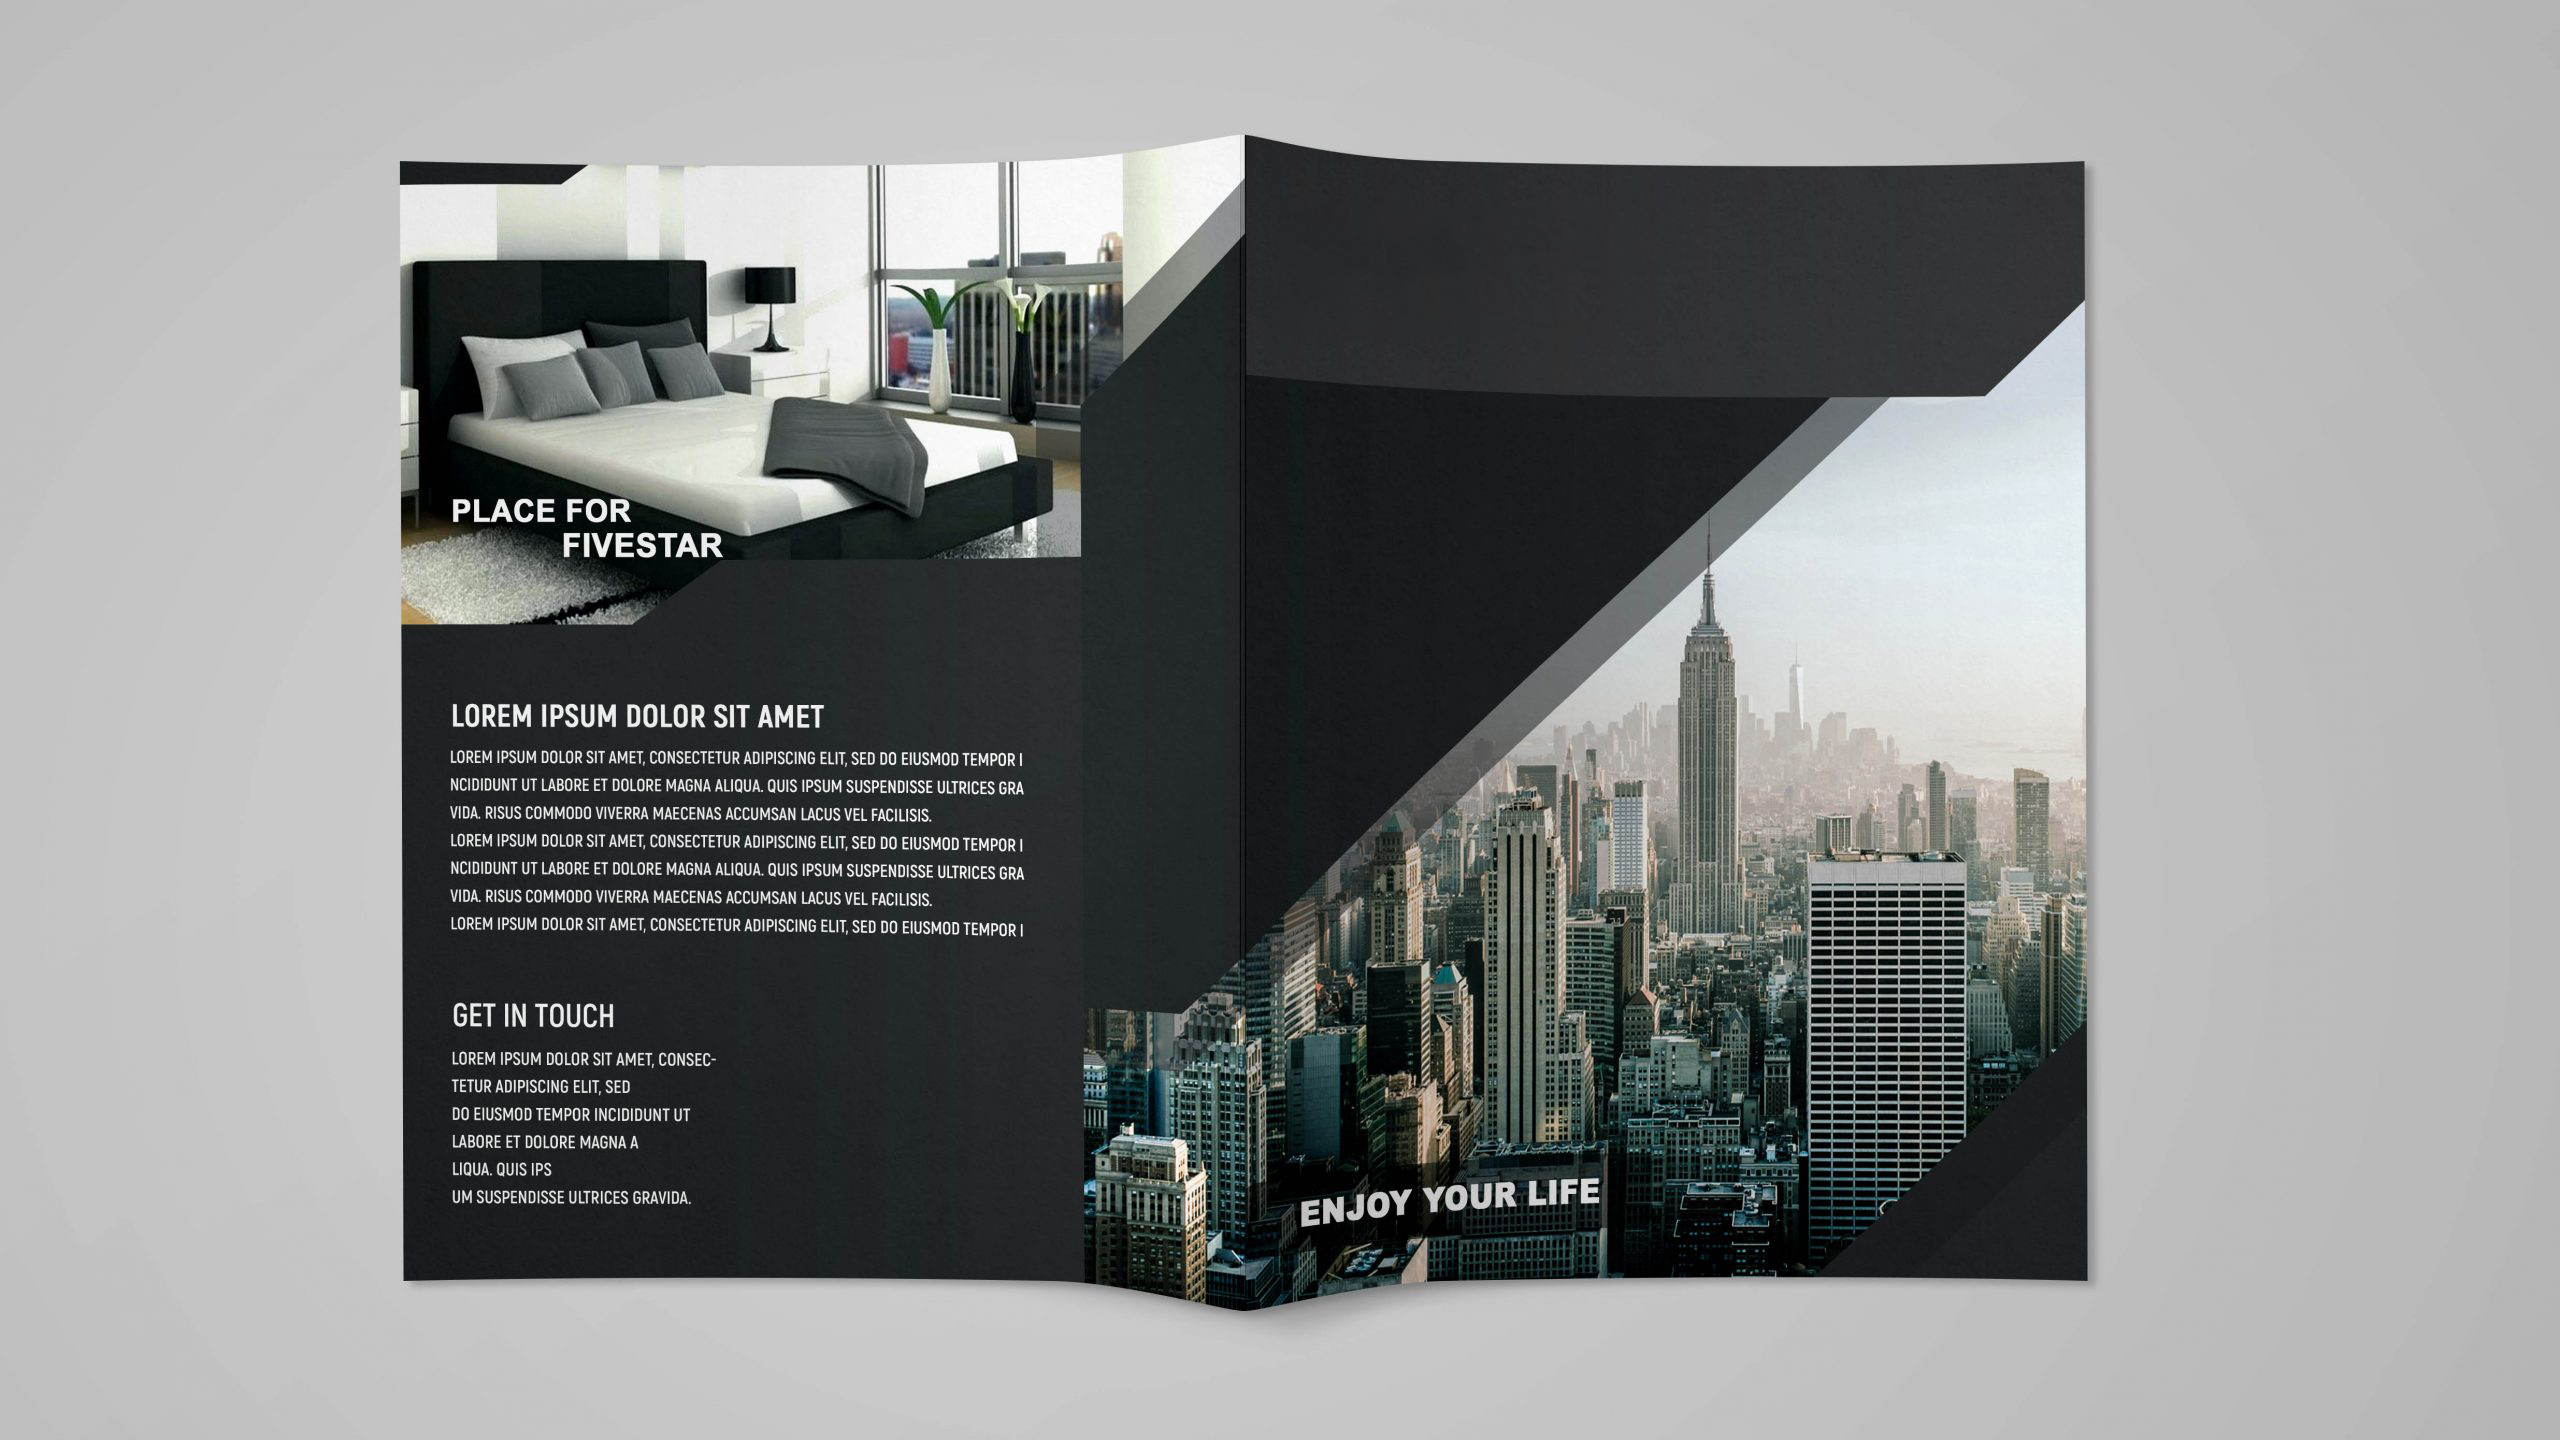 PLACE FOR
FIVESTAR
LOREM IPSUM DOLOR SIT AMET
LOREM IPSUM DOLOR SIT AMET, CONSECTETUR ADIPISCING ELIT, SED DO EIUSMOD TEMPOR I
NCIDIDUNT UT LABORE ET DOLORE MAGNA ALIQUA. QUIS IPSUM SUSPENDISSE ULTRICES GRA
VIDA. RISUS COMMODO VIVERRA MAECENAS ACCUMSAN LACUS VEL FACILISIS.
LOREM IPSUM DOLOR SIT AMET, CONSECTETUR ADIPISCING ELIT, SED DO EIUSMOD TEMPOR I
NCIDIDUNT UT LABORE ET DOLORE MAGNA ALIQUA. QUIS IPSUM SUSPENDISSE ULTRICES GRA
VIDA. RISUS COMMODO VIVERRA MAECENAS ACCUMSAN LACUS VEL FACILISIS.
LOREM IPSUM DOLOR SIT AMET, CONSECTETUR ADIPISCING ELIT, SED DO EIUSMOD TEMPOR I
GET IN TOUCH
LOREM IPSUM DOLOR SIT AMET, CONSEC-
TETUR ADIPISCING ELIT, SED
DO EIUSMOD TEMPOR INCIDIDUNT UT
LABORE ET DOLORE MAGNA A
LIQUA. QUIS IPS
UM SUSPENDISSE ULTRICES GRAVIDA.
ENJOY YOUR LIFE